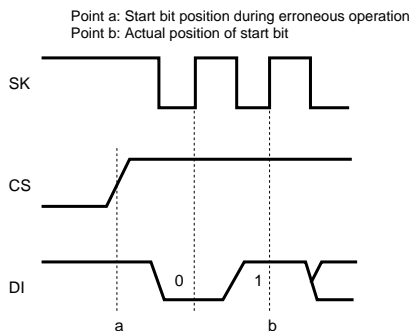 Point a: Start bit position during erroneous operation
Point b: Actual position of start bit
SK
CS
DI
0
1
a
b